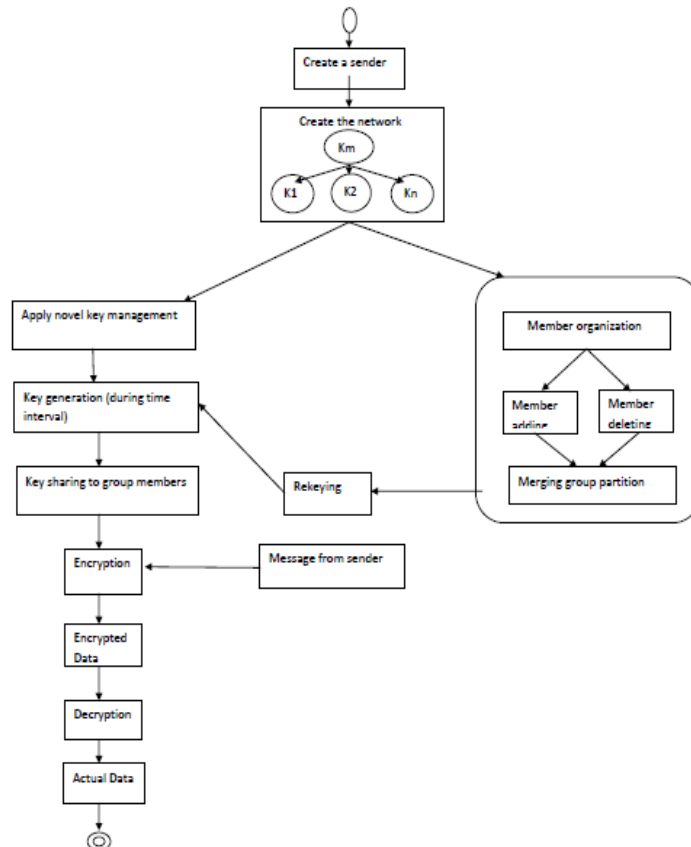 Create a sender
Create the network
Km
K1
K2
Kn
Apply novel key management
Member organization
Key generation (during time
interval)
Member
adding
Member
deleting
Key sharing to group members
Rekeying
Merging group partition
Encryption
Message from sender
Encrypted
Data
Decryption
Actual Data